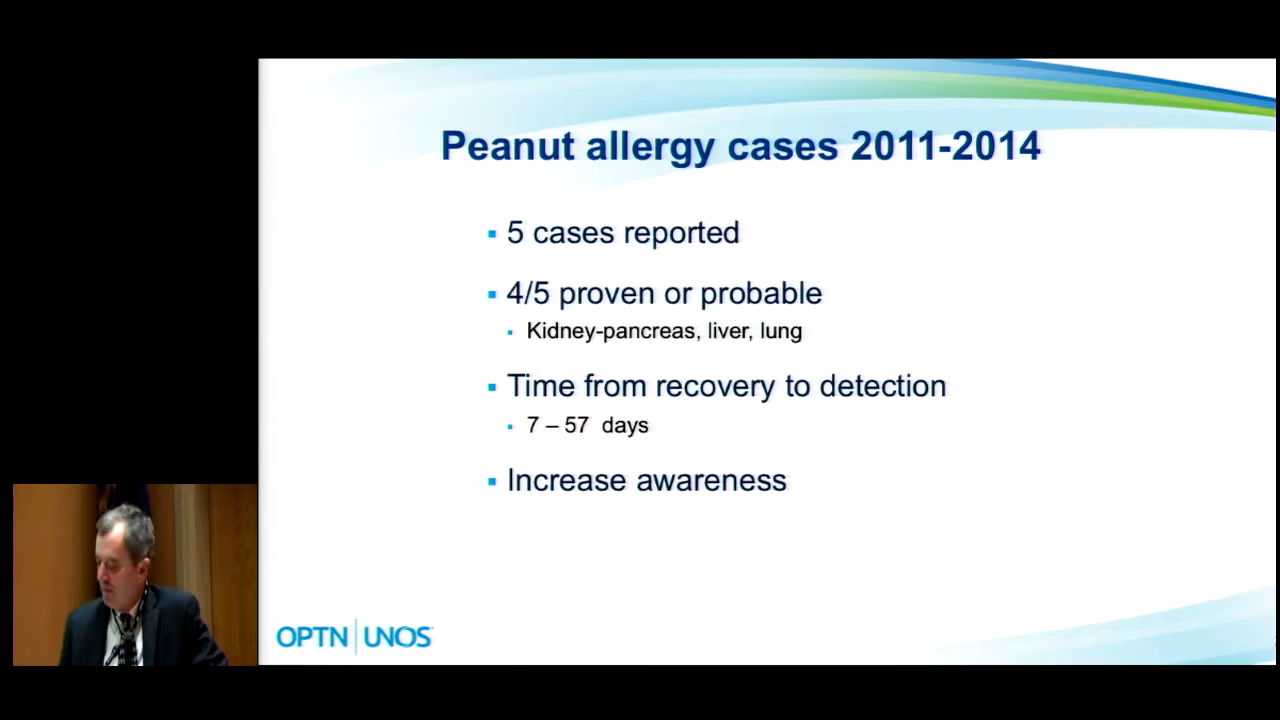 Peanut allergy cases 2011-2014
5 cases reported
4/5 proven or probable
Kidney-pancreas, liver, lung
Time from recovery to detection
7 – 57 days
Increase awareness
OPTN UNOS